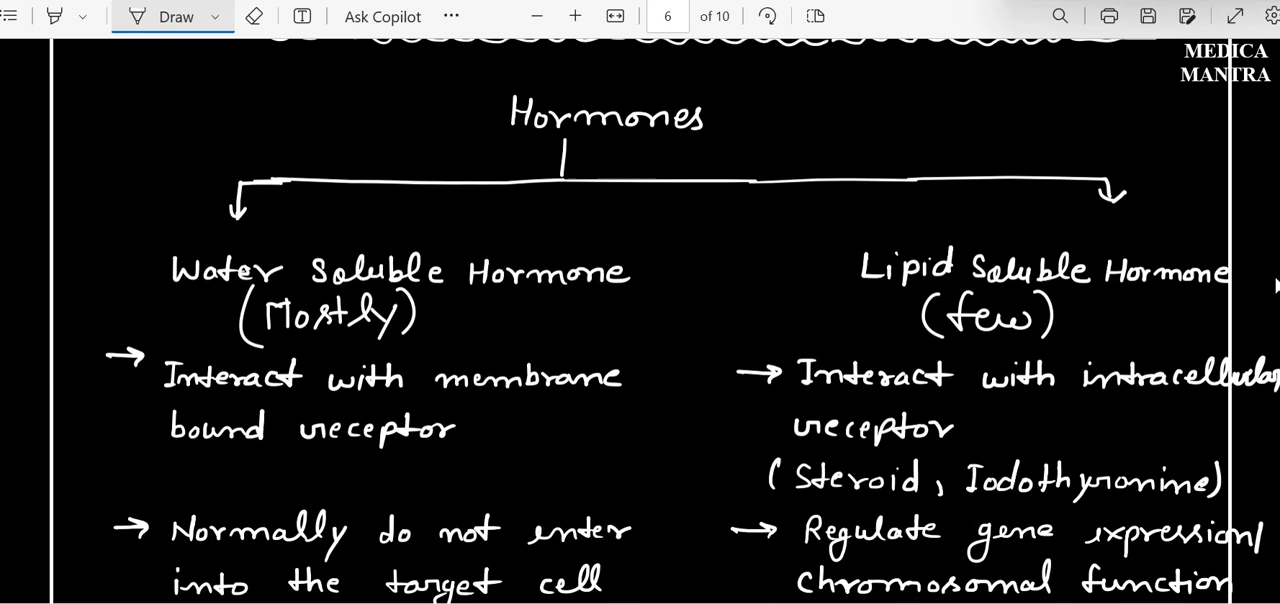 Draw
Ask Copilot
6 of 10
MEDICA
MANTRA
Hormones
Water Soluble Hormone
(Mostly)
→ Interact with membrane
bound receptor
→ Normally do not enter
into the target cell
Lipid Soluble Hormone
(few)
→ Interact with intracellular
receptor
(Steroid, Iodothyronine)
→ Regulate gene expression/
chromosomal function